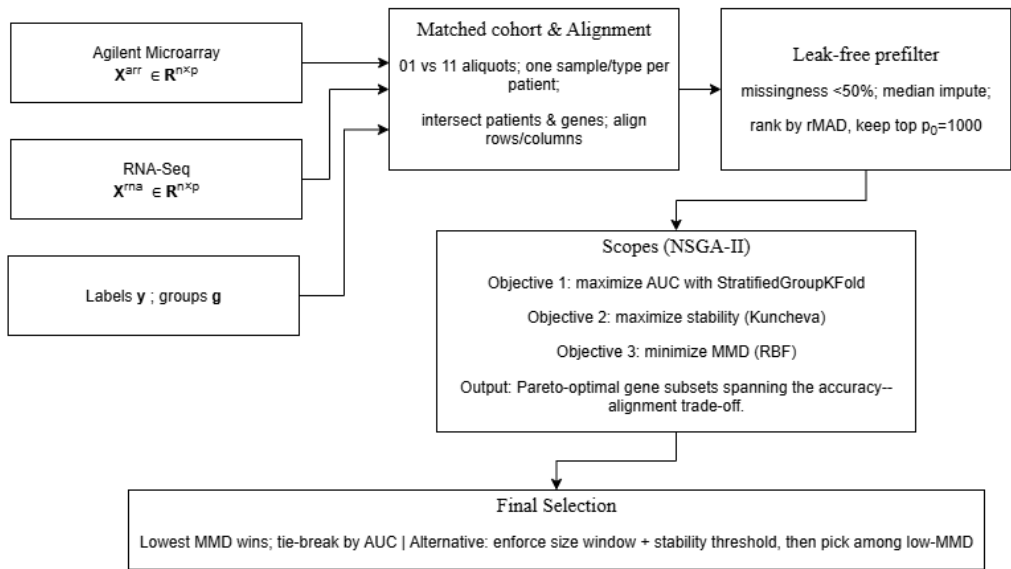 Agilent Microarray
X^arr ∈ R^n×p
RNA-Seq
X^rna ∈ R^n×p
Labels y ; groups g
Matched cohort & Alignment
01 vs 11 aliquots; one sample/type per
patient;
intersect patients & genes; align
rows/columns
Leak-free prefilter
missingness <50%; median impute;
rank by rMAD, keep top p₀=1000
Scopes (NSGA-II)
Objective 1: maximize AUC with StratifiedGroupKFold
Objective 2: maximize stability (Kuncheva)
Objective 3: minimize MMD (RBF)
Output: Pareto-optimal gene subsets spanning the accuracy--
alignment trade-off.
Final Selection
Lowest MMD wins; tie-break by AUC | Alternative: enforce size window + stability threshold, then pick among low-MMD